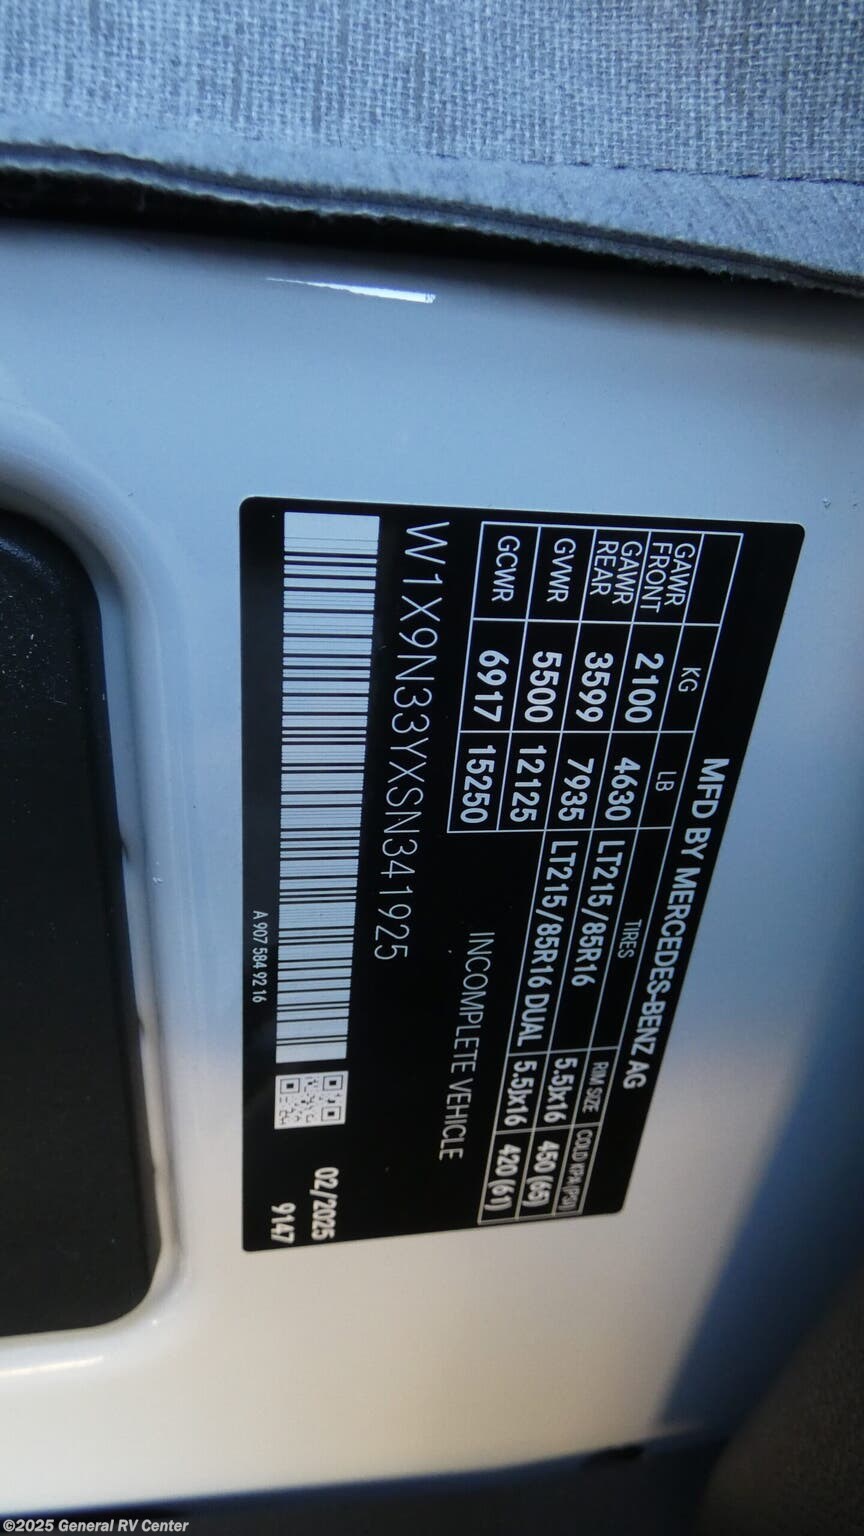 MFD BY MERCEDES-BENZ AG
KG LB TIRES RIM SIZE COLD KPA (PSI)
GAWR FRONT 2100 4630 LT215/85R16 5.5Jx16 450 (65)
GAWR REAR 3599 7935 LT215/85R16 DUAL 5.5Jx16 420 (61)
GVWR 5500 12125
GCWR 6917 15250
INCOMPLETE VEHICLE
W1X9N33YXSN341925
02/2025
9147
A 907 584 92 16
©2025 General RV Center